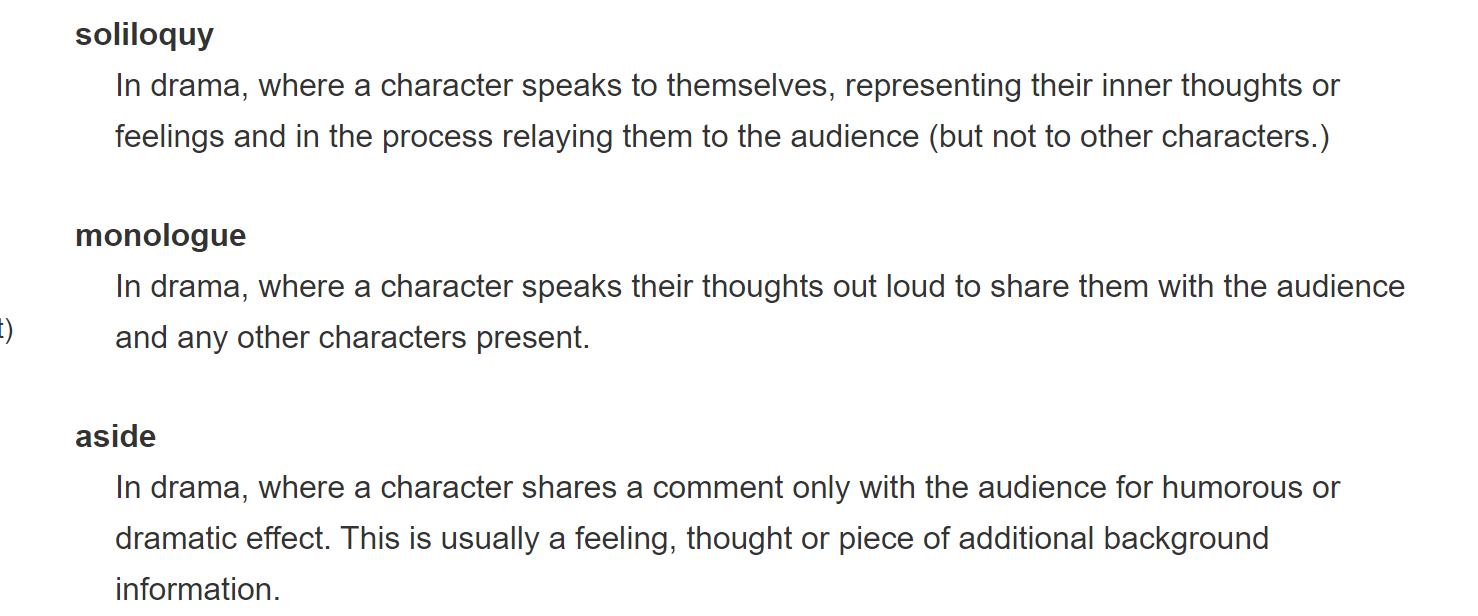 soliloquy
In drama, where a character speaks to themselves, representing their inner thoughts or
feelings and in the process relaying them to the audience (but not to other characters.)
monologue
In drama, where a character speaks their thoughts out loud to share them with the audience
t)
and any other characters present.
aside
In drama, where a character shares a comment only with the audience for humorous or
dramatic effect. This is usually a feeling, thought or piece of additional background
information.